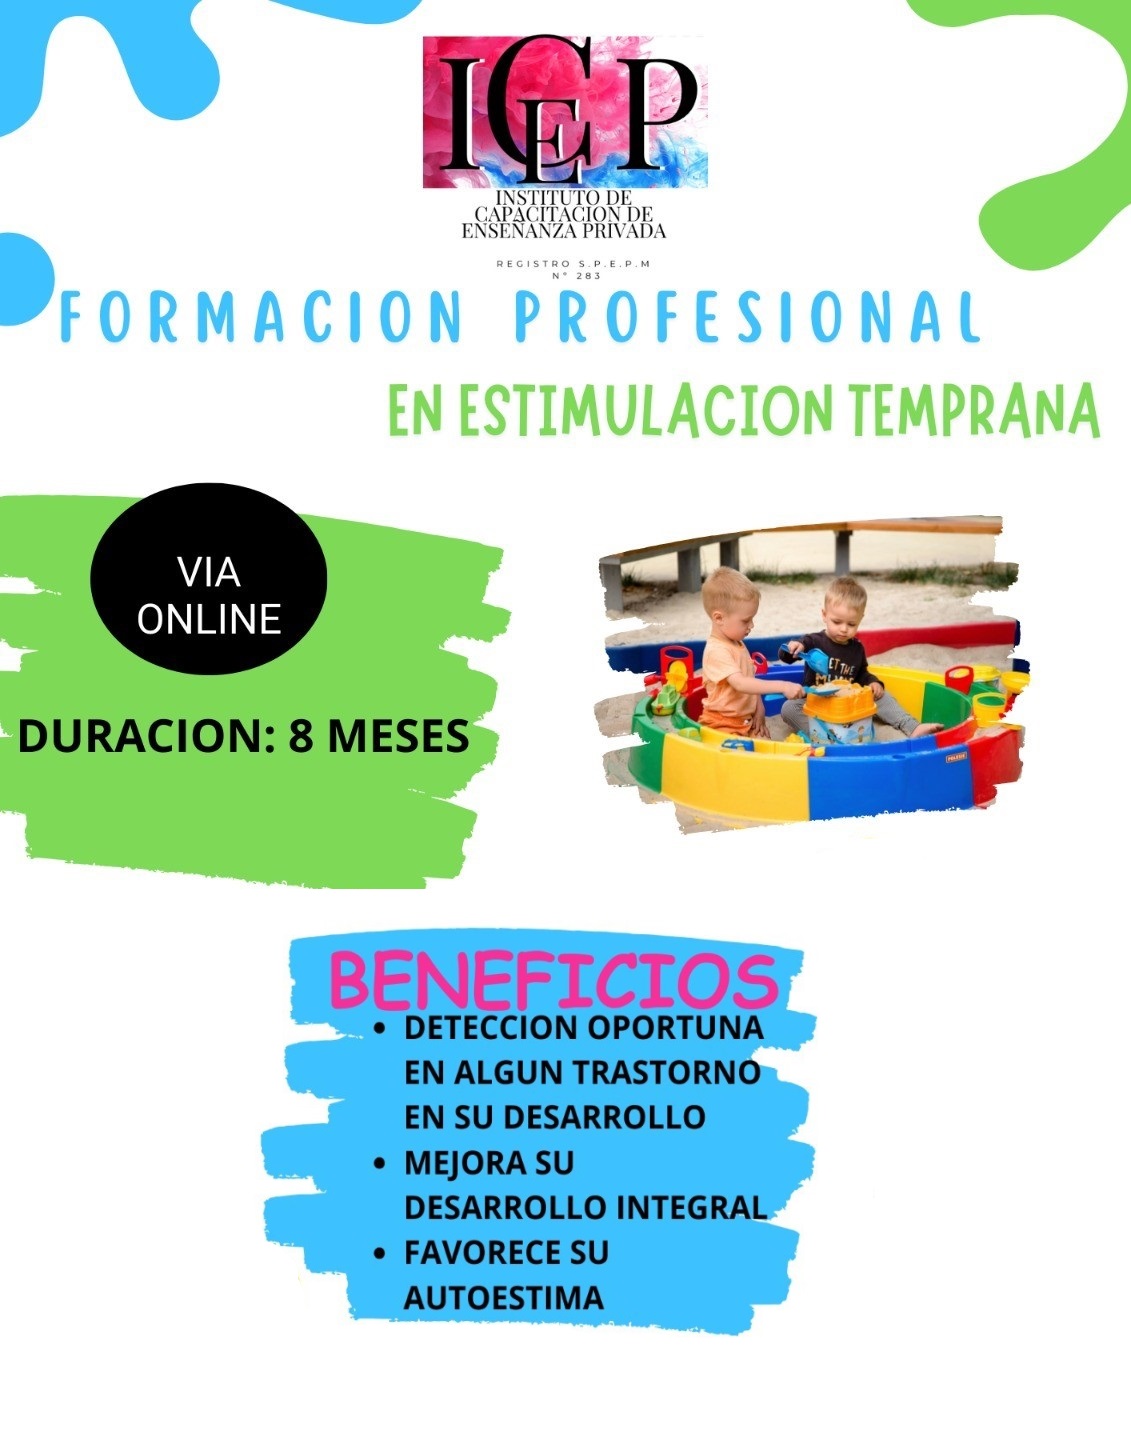 ICEP
INSTITUTO DE
CAPACITACION DE
ENSEÑANZA PRIVADA
REGISTRO S.P.E.P.M
N° 283
FORMACION PROFESIONAL
EN ESTIMULACION TEMPRANA
VIA
ONLINE
DURACION: 8 MESES
BENEFICIOS
• DETECCION OPORTUNA
EN ALGUN TRASTORNO
EN SU DESARROLLO
• MEJORA SU
DESARROLLO INTEGRAL
• FAVORECE SU
AUTOESTIMA